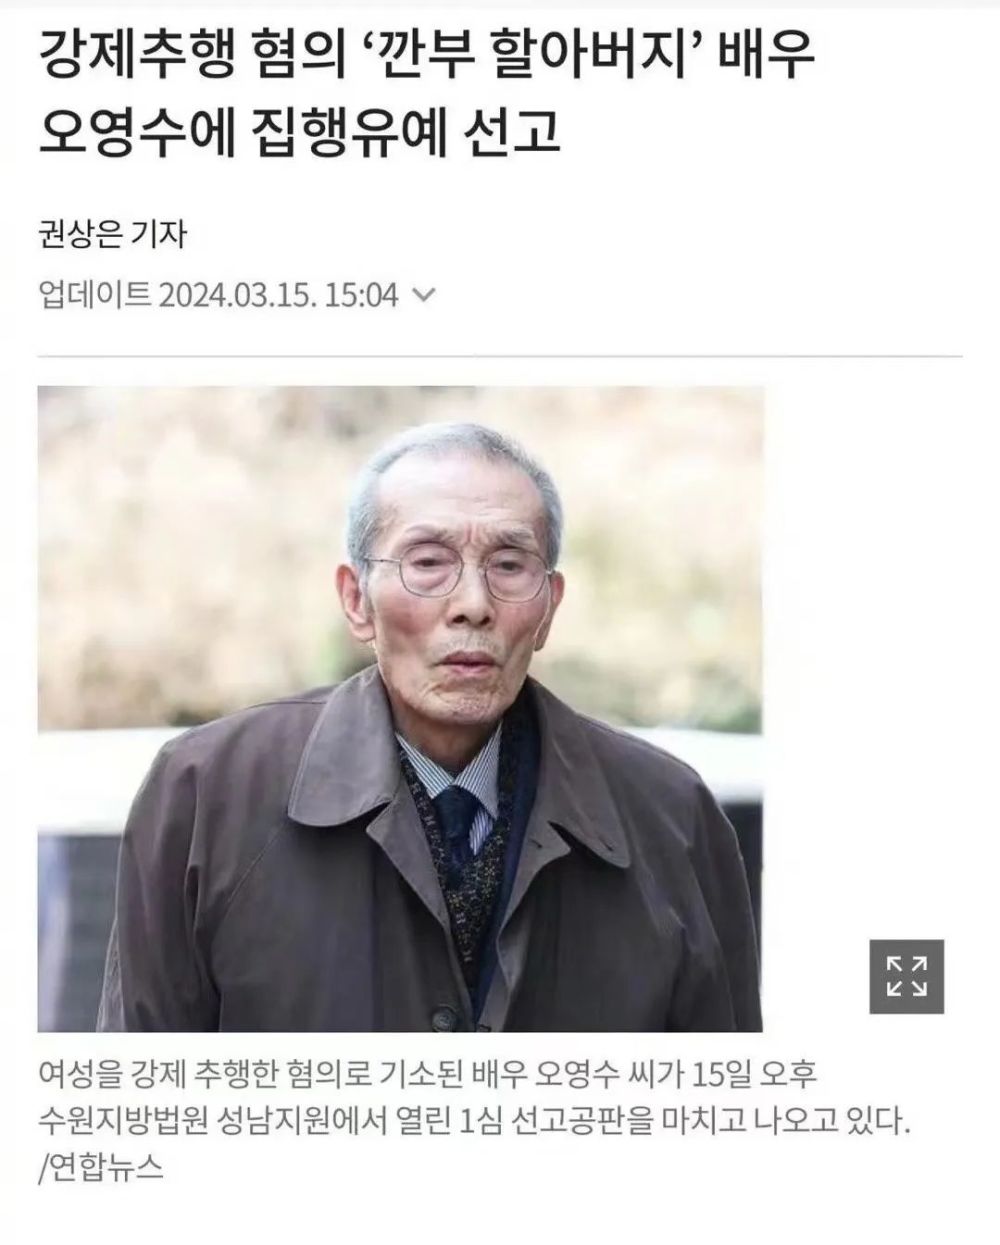 강제추행 혐의 ‘깐부 할아버지’ 배우
오영수에 집행유예 선고
권상은 기자
업데이트 2024.03.15. 15:04
여성을 강제 추행한 혐의로 기소된 배우 오영수 씨가 15일 오후
수원지방법원 성남지원에서 열린 1심 선고공판을 마치고 나오고 있다.
/연합뉴스